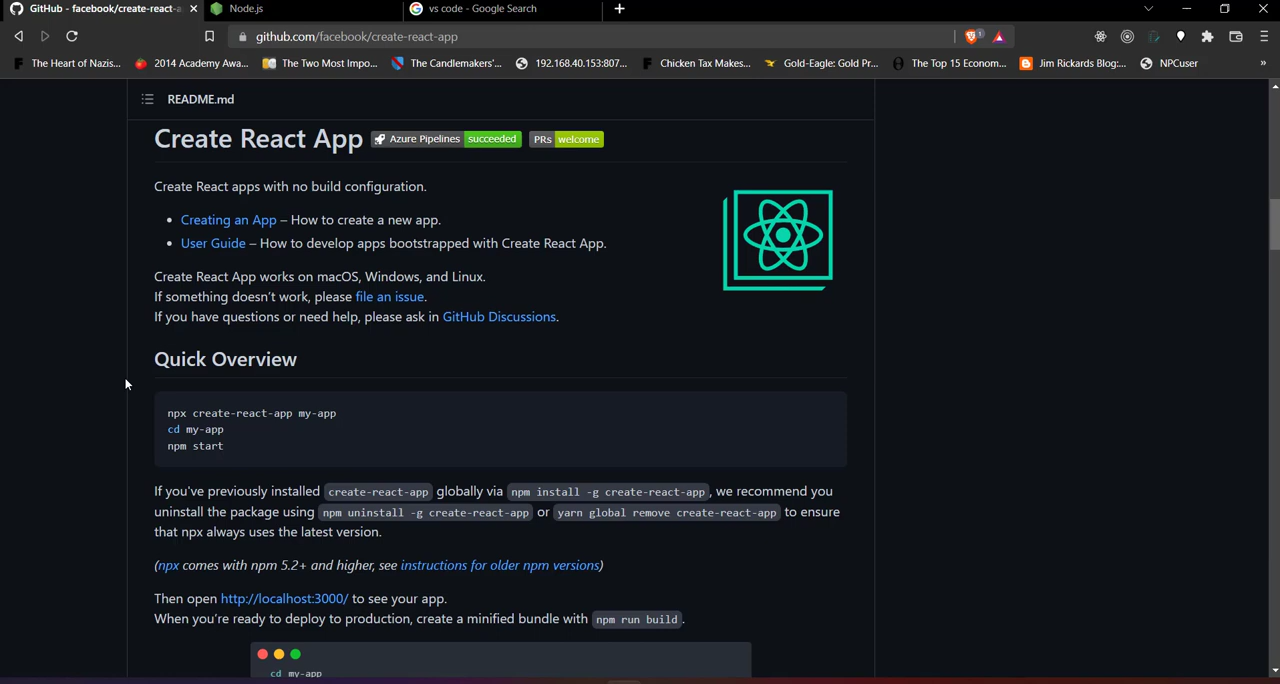 GitHub - facebook/create-react-a
Node.js
vs code - Google Search
github.com/facebook/create-react-app
1
The Heart of Nazis...
2014 Academy Awa...
The Two Most Impo...
The Candlemakers'...
192.168.40.153:807...
Chicken Tax Makes...
Gold-Eagle: Gold Pr...
The Top 15 Econom...
Jim Rickards Blog:...
NPCuser
»
README.md
Create React App
Azure Pipelines succeeded
PRs welcome
Create React apps with no build configuration.
• Creating an App – How to create a new app.
• User Guide – How to develop apps bootstrapped with Create React App.
Create React App works on macOS, Windows, and Linux.
If something doesn't work, please file an issue.
If you have questions or need help, please ask in GitHub Discussions.
Quick Overview
npx create-react-app my-app
cd my-app
npm start
If you've previously installed create-react-app globally via npm install -g create-react-app, we recommend you
uninstall the package using npm uninstall -g create-react-app or yarn global remove create-react-app to ensure
that npx always uses the latest version.
(npx comes with npm 5.2+ and higher, see instructions for older npm versions)
Then open http://localhost:3000/ to see your app.
When you're ready to deploy to production, create a minified bundle with npm run build.
cd my-app